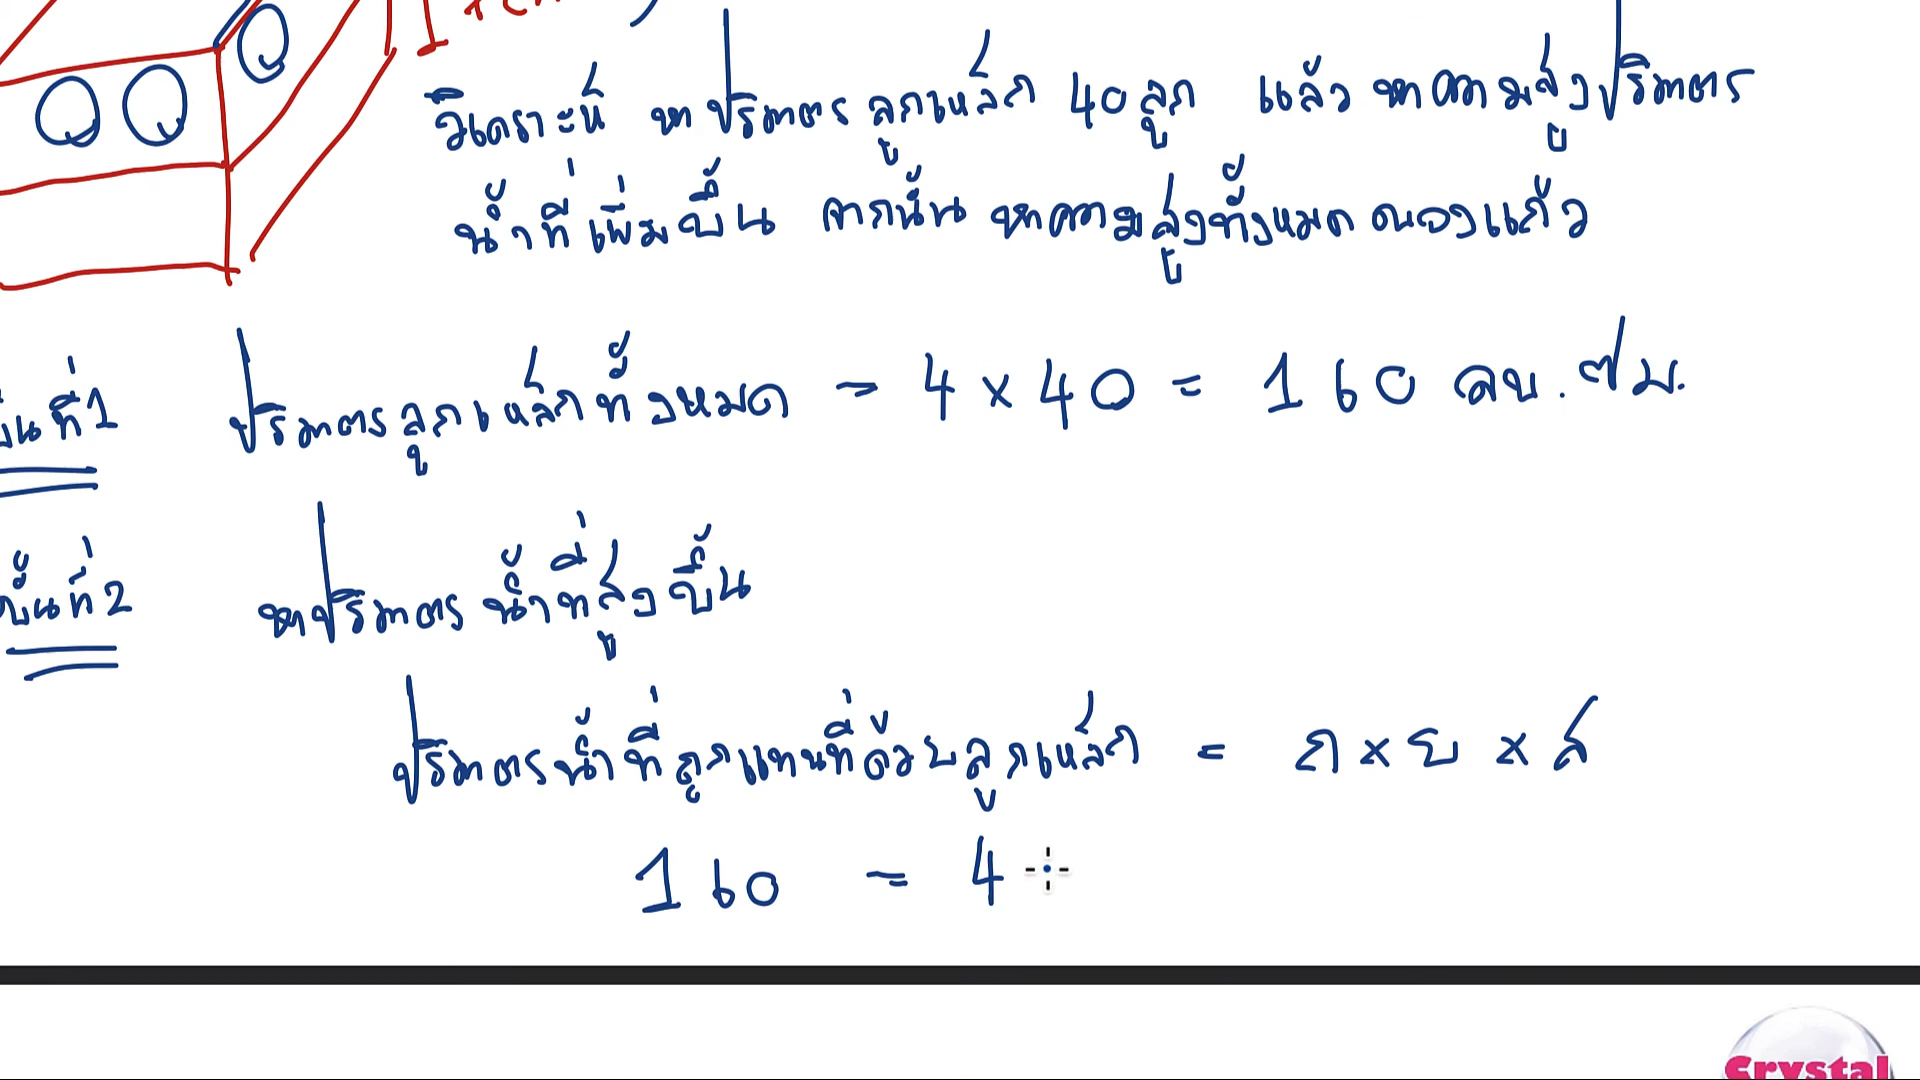 วิเคราะห์ หาปริมาตรลูกเหล็ก 40 ลูก แล้ว หาความสูงปริมาตร
น้ำที่เพิ่มขึ้น จากนั้น หาความสูงทั้งหมดของแก้ว
ขั้นที่ 1 ปริมาตรลูกเหล็กทั้งหมด = 4 × 40 = 160 ลบ. ซม.
ขั้นที่ 2 หาปริมาตร น้ำที่สูงขึ้น
ปริมาตรน้ำที่ถูกแทนที่ด้วยลูกเหล็ก = ก × ย × ส
160 = 4
Crystal